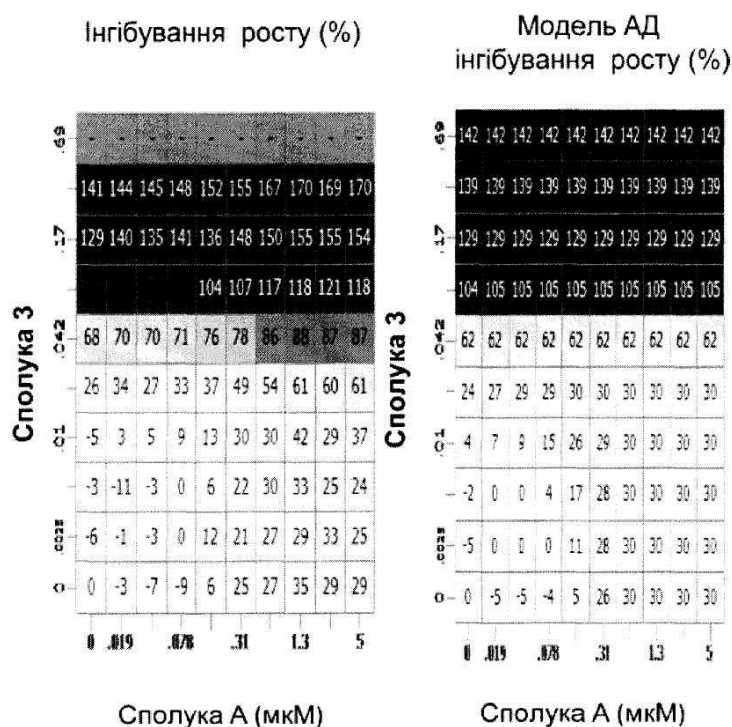 Інгібування росту (%)
Модель АД
інгібування росту (%)
Сполука 3
.69 - - - - - - - - - -
141 144 145 148 152 155 167 170 169 170
.17 129 140 135 141 136 148 150 155 155 154
104 107 117 118 121 118
.042 68 70 70 71 76 78 86 88 87 87
26 34 27 33 37 49 54 61 60 61
.01 -5 3 5 9 13 30 30 42 29 37
-3 -11 -3 0 6 22 30 33 25 24
-6 -1 -3 0 12 21 27 29 33 25
0 0 -3 -7 -9 6 25 27 35 29 29
0 .019 .078 .31 1.3 5
Сполука А (мкМ)
Сполука 3
.69 142 142 142 142 142 142 142 142 142 142
139 139 139 139 139 139 139 139 139 139
.17 129 129 129 129 129 129 129 129 129 129
104 105 105 105 105 105 105 105 105 105
.042 62 62 62 62 62 62 62 62 62 62
24 27 29 29 30 30 30 30 30 30
.01 4 7 9 15 26 29 30 30 30 30
-2 0 0 4 17 28 30 30 30 30
-5 0 0 0 11 28 30 30 30 30
0 0 -5 -5 -4 5 26 30 30 30 30
0 .019 .078 .31 1.3 5
Сполука А (мкМ)